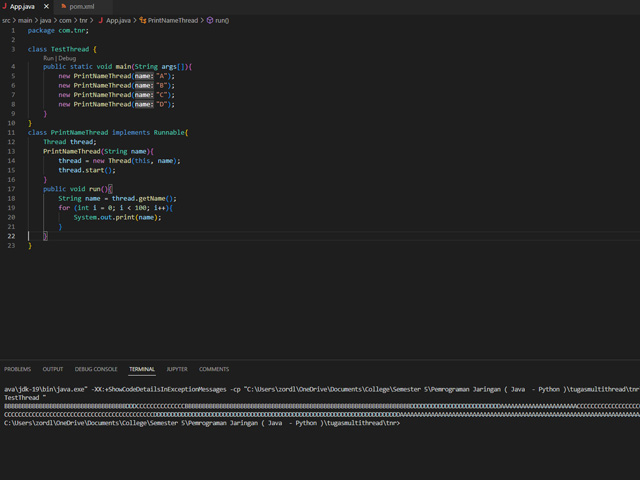 App.java
pom.xml
src > main > java > com > tnr > App.java > PrintNameThread > run()
1 package com.tnr;
2
3 class TestThread {
Run | Debug
4 public static void main(String args[]){
5 new PrintNameThread(name: "A");
6 new PrintNameThread(name: "B");
7 new PrintNameThread(name: "C");
8 new PrintNameThread(name: "D");
9 }
10 }
11 class PrintNameThread implements Runnable{
12 Thread thread;
13 PrintNameThread(String name){
14 thread = new Thread(this, name);
15 thread.start();
16 }
17 public void run(){
18 String name = thread.getName();
19 for (int i = 0; i < 100; i++){
20 System.out.print(name);
21 }
22 }
23 }
PROBLEMS OUTPUT DEBUG CONSOLE TERMINAL JUPYTER COMMENTS
ava\jdk-19\bin\java.exe" -XX:+ShowCodeDetailsInExceptionMessages -cp "C:\Users\zordl\OneDrive\Documents\College\Semester 5\Pemrograman Jaringan ( Java - Python )\tugasmultithread\tnr
TestThread "
C:\Users\zordl\OneDrive\Documents\College\Semester 5\Pemrograman Jaringan ( Java - Python )\tugasmultithread\tnr>